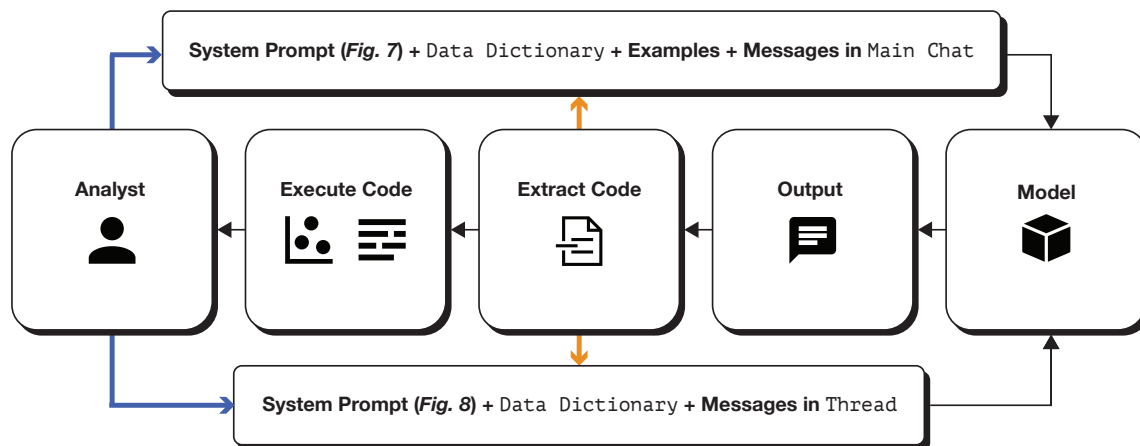 System Prompt (Fig. 7) + Data Dictionary + Examples + Messages in Main Chat
Analyst
Execute Code
Extract Code
Output
Model
System Prompt (Fig. 8) + Data Dictionary + Messages in Thread